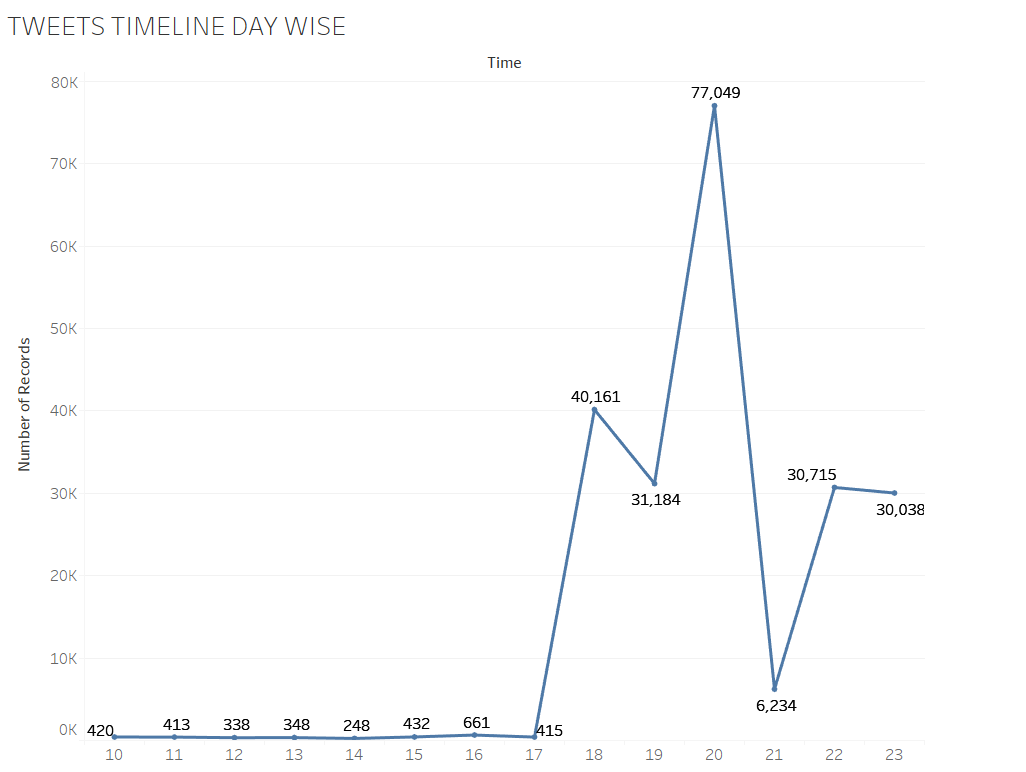 TWEETS TIMELINE DAY WISE
Time
80K
70K
60K
50K
40K
30K
20K
10K
0K
Number of Records
420
413
338
348
248
432
661
415
40,161
31,184
77,049
6,234
30,715
30,038
10 11 12 13 14 15 16 17 18 19 20 21 22 23